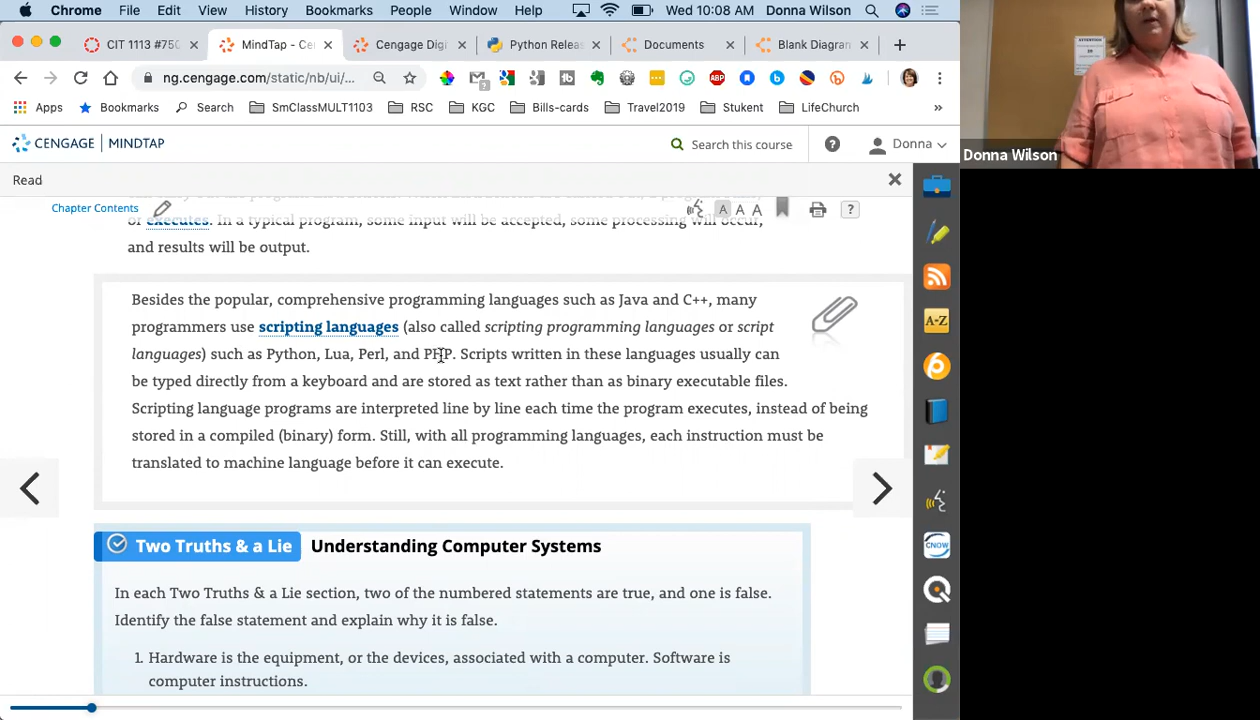 Chrome File Edit View History Bookmarks People Window Help Wed 10:08 AM Donna Wilson
CIT 1113 #750 MindTap - Cen Cengage Digi Python Releas Documents Blank Diagran
ng.cengage.com/static/nb/ui/...
Apps Bookmarks Search SmClassMULT1103 RSC KGC Bills-cards Travel2019 Stukent LifeChurch »
CENGAGE MINDTAP Search this course Donna
Read
Chapter Contents A A A ?
or executes. In a typical program, some input will be accepted, some processing will occur,
and results will be output.
Besides the popular, comprehensive programming languages such as Java and C++, many
programmers use scripting languages (also called scripting programming languages or script
languages) such as Python, Lua, Perl, and PHP. Scripts written in these languages usually can
be typed directly from a keyboard and are stored as text rather than as binary executable files.
Scripting language programs are interpreted line by line each time the program executes, instead of being
stored in a compiled (binary) form. Still, with all programming languages, each instruction must be
translated to machine language before it can execute.
Two Truths & a Lie Understanding Computer Systems
In each Two Truths & a Lie section, two of the numbered statements are true, and one is false.
Identify the false statement and explain why it is false.
1. Hardware is the equipment, or the devices, associated with a computer. Software is
computer instructions.
Donna Wilson
ABP
A-Z
CNOW